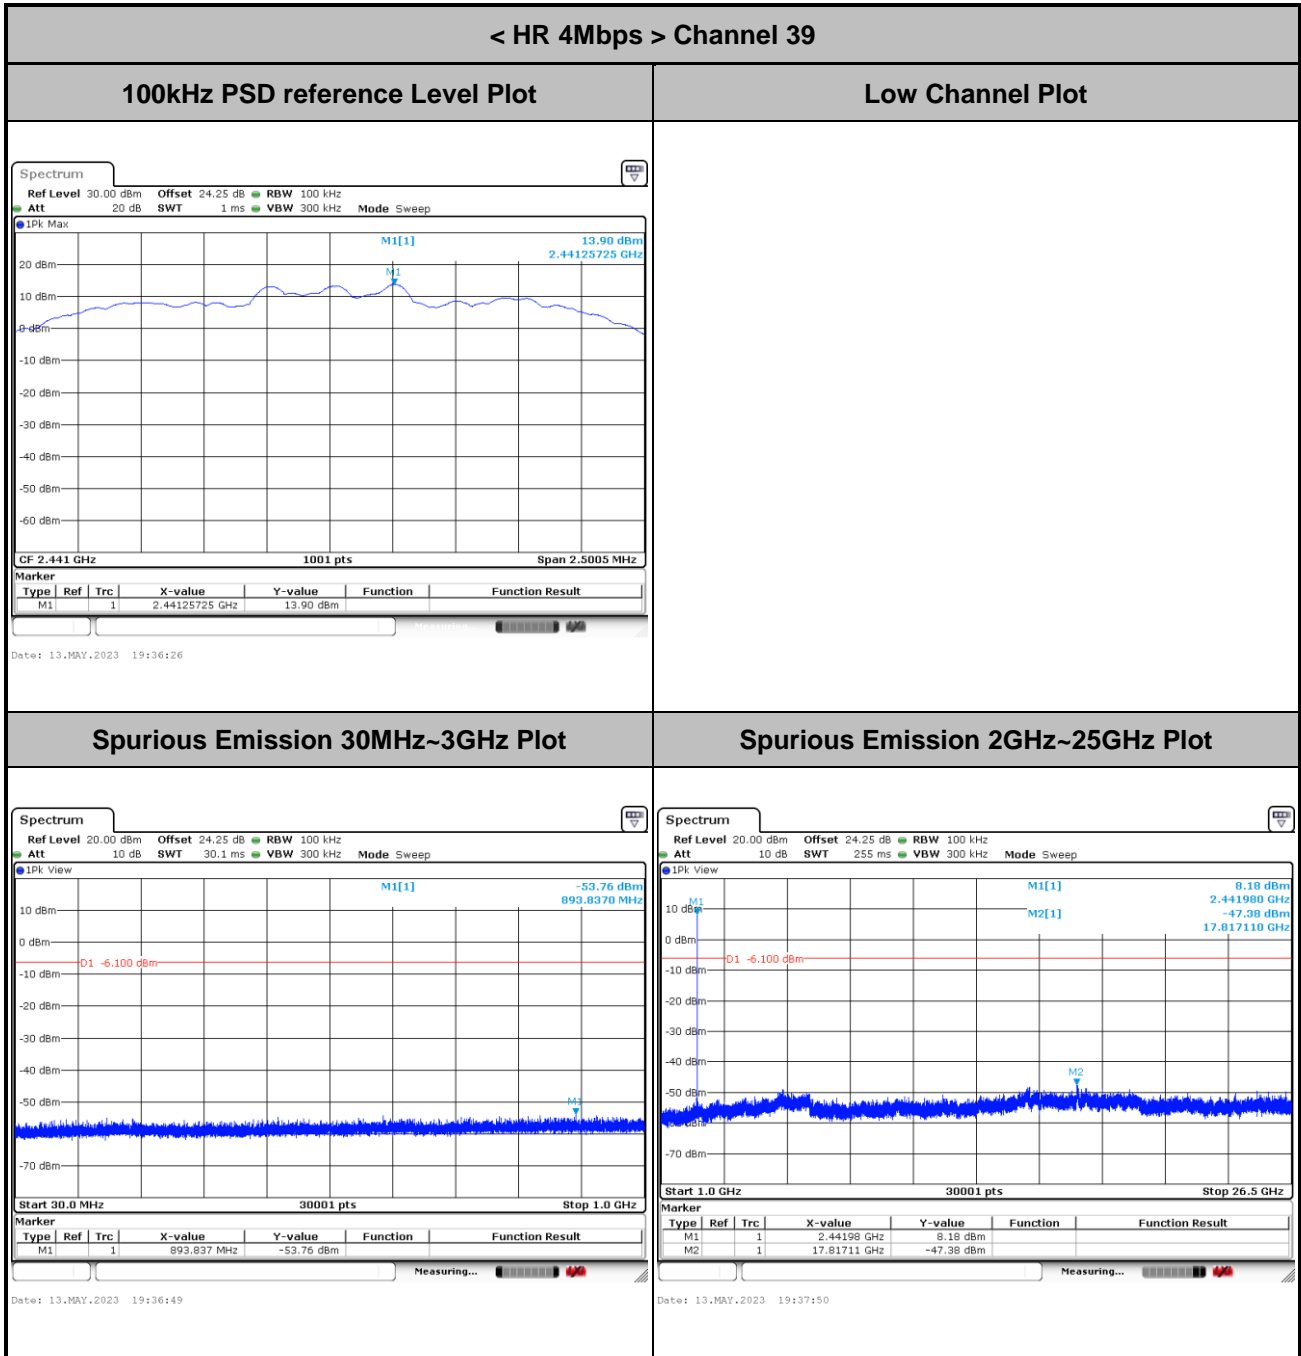 < HR 4Mbps > Channel 39
100kHz PSD reference Level Plot
Low Channel Plot
Spectrum
Ref Level 30.00 dBm Offset 24.25 dB RBW 100 kHz
Att 20 dB SWT 1 ms VBW 300 kHz Mode Sweep
1Pk Max
M1[1] 13.90 dBm
2.44125725 GHz
20 dBm
M1
10 dBm
0 dBm
-10 dBm
-20 dBm
-30 dBm
-40 dBm
-50 dBm
-60 dBm
CF 2.441 GHz 1001 pts Span 2.5005 MHz
Marker
Type Ref Trc X-value Y-value Function Function Result
M1 1 2.44125725 GHz 13.90 dBm
Measuring...
Date: 13.MAY.2023 19:36:26
Spurious Emission 30MHz~3GHz Plot
Spurious Emission 2GHz~25GHz Plot
Spectrum
Ref Level 20.00 dBm Offset 24.25 dB RBW 100 kHz
Att 10 dB SWT 30.1 ms VBW 300 kHz Mode Sweep
1Pk View
M1[1] -53.76 dBm
893.8370 MHz
10 dBm
0 dBm
D1 -6.100 dBm
-10 dBm
-20 dBm
-30 dBm
-40 dBm
-50 dBm
M1
-70 dBm
Start 30.0 MHz 30001 pts Stop 1.0 GHz
Marker
Type Ref Trc X-value Y-value Function Function Result
M1 1 893.837 MHz -53.76 dBm
Measuring...
Date: 13.MAY.2023 19:36:49
Spectrum
Ref Level 20.00 dBm Offset 24.25 dB RBW 100 kHz
Att 10 dB SWT 255 ms VBW 300 kHz Mode Sweep
1Pk View
M1[1] 8.18 dBm
2.441980 GHz
M1
10 dBm
M2[1] -47.38 dBm
17.817110 GHz
0 dBm
D1 -6.100 dBm
-10 dBm
-20 dBm
-30 dBm
-40 dBm
M2
-50 dBm
-70 dBm
Start 1.0 GHz 30001 pts Stop 26.5 GHz
Marker
Type Ref Trc X-value Y-value Function Function Result
M1 1 2.44198 GHz 8.18 dBm
M2 1 17.81711 GHz -47.38 dBm
Measuring...
Date: 13.MAY.2023 19:37:50